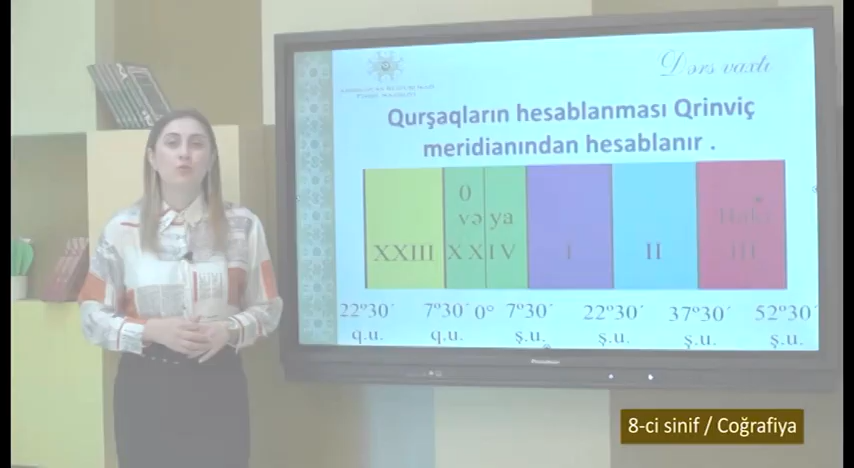 Dərs vaxtı
Qurşaqların hesablanması Qrinviç
meridianından hesablanır .
0
və ya
XXIII XXIV I II III
22º30´ 7º30´ 0° 7º30´ 22º30´ 37º30´ 52º30´
q.u. q.u. ş.u. ş.u. ş.u. ş.u.
8-ci sinif / Coğrafiya